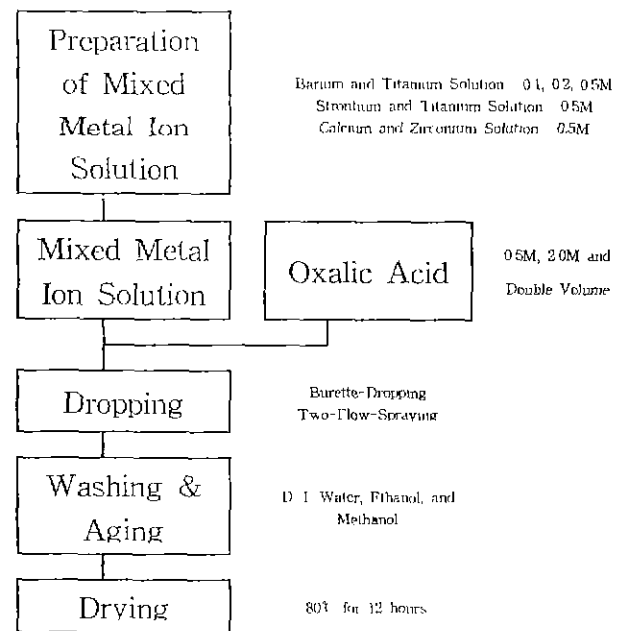 Preparation
of Mixed
Metal Ion
Solution
Barium and Titanium Solution 0.1, 0.2, 0.5M
Strontium and Titanium Solution 0.5M
Calcium and Zirconium Solution 0.5M
Mixed Metal
Ion Solution
Oxalic Acid
0.5M, 2.0M and
Double Volume
Dropping
Burette-Dropping
Two-Flow-Spraying
Washing &
Aging
D. I. Water, Ethanol, and
Methanol
Drying
for 12 hours